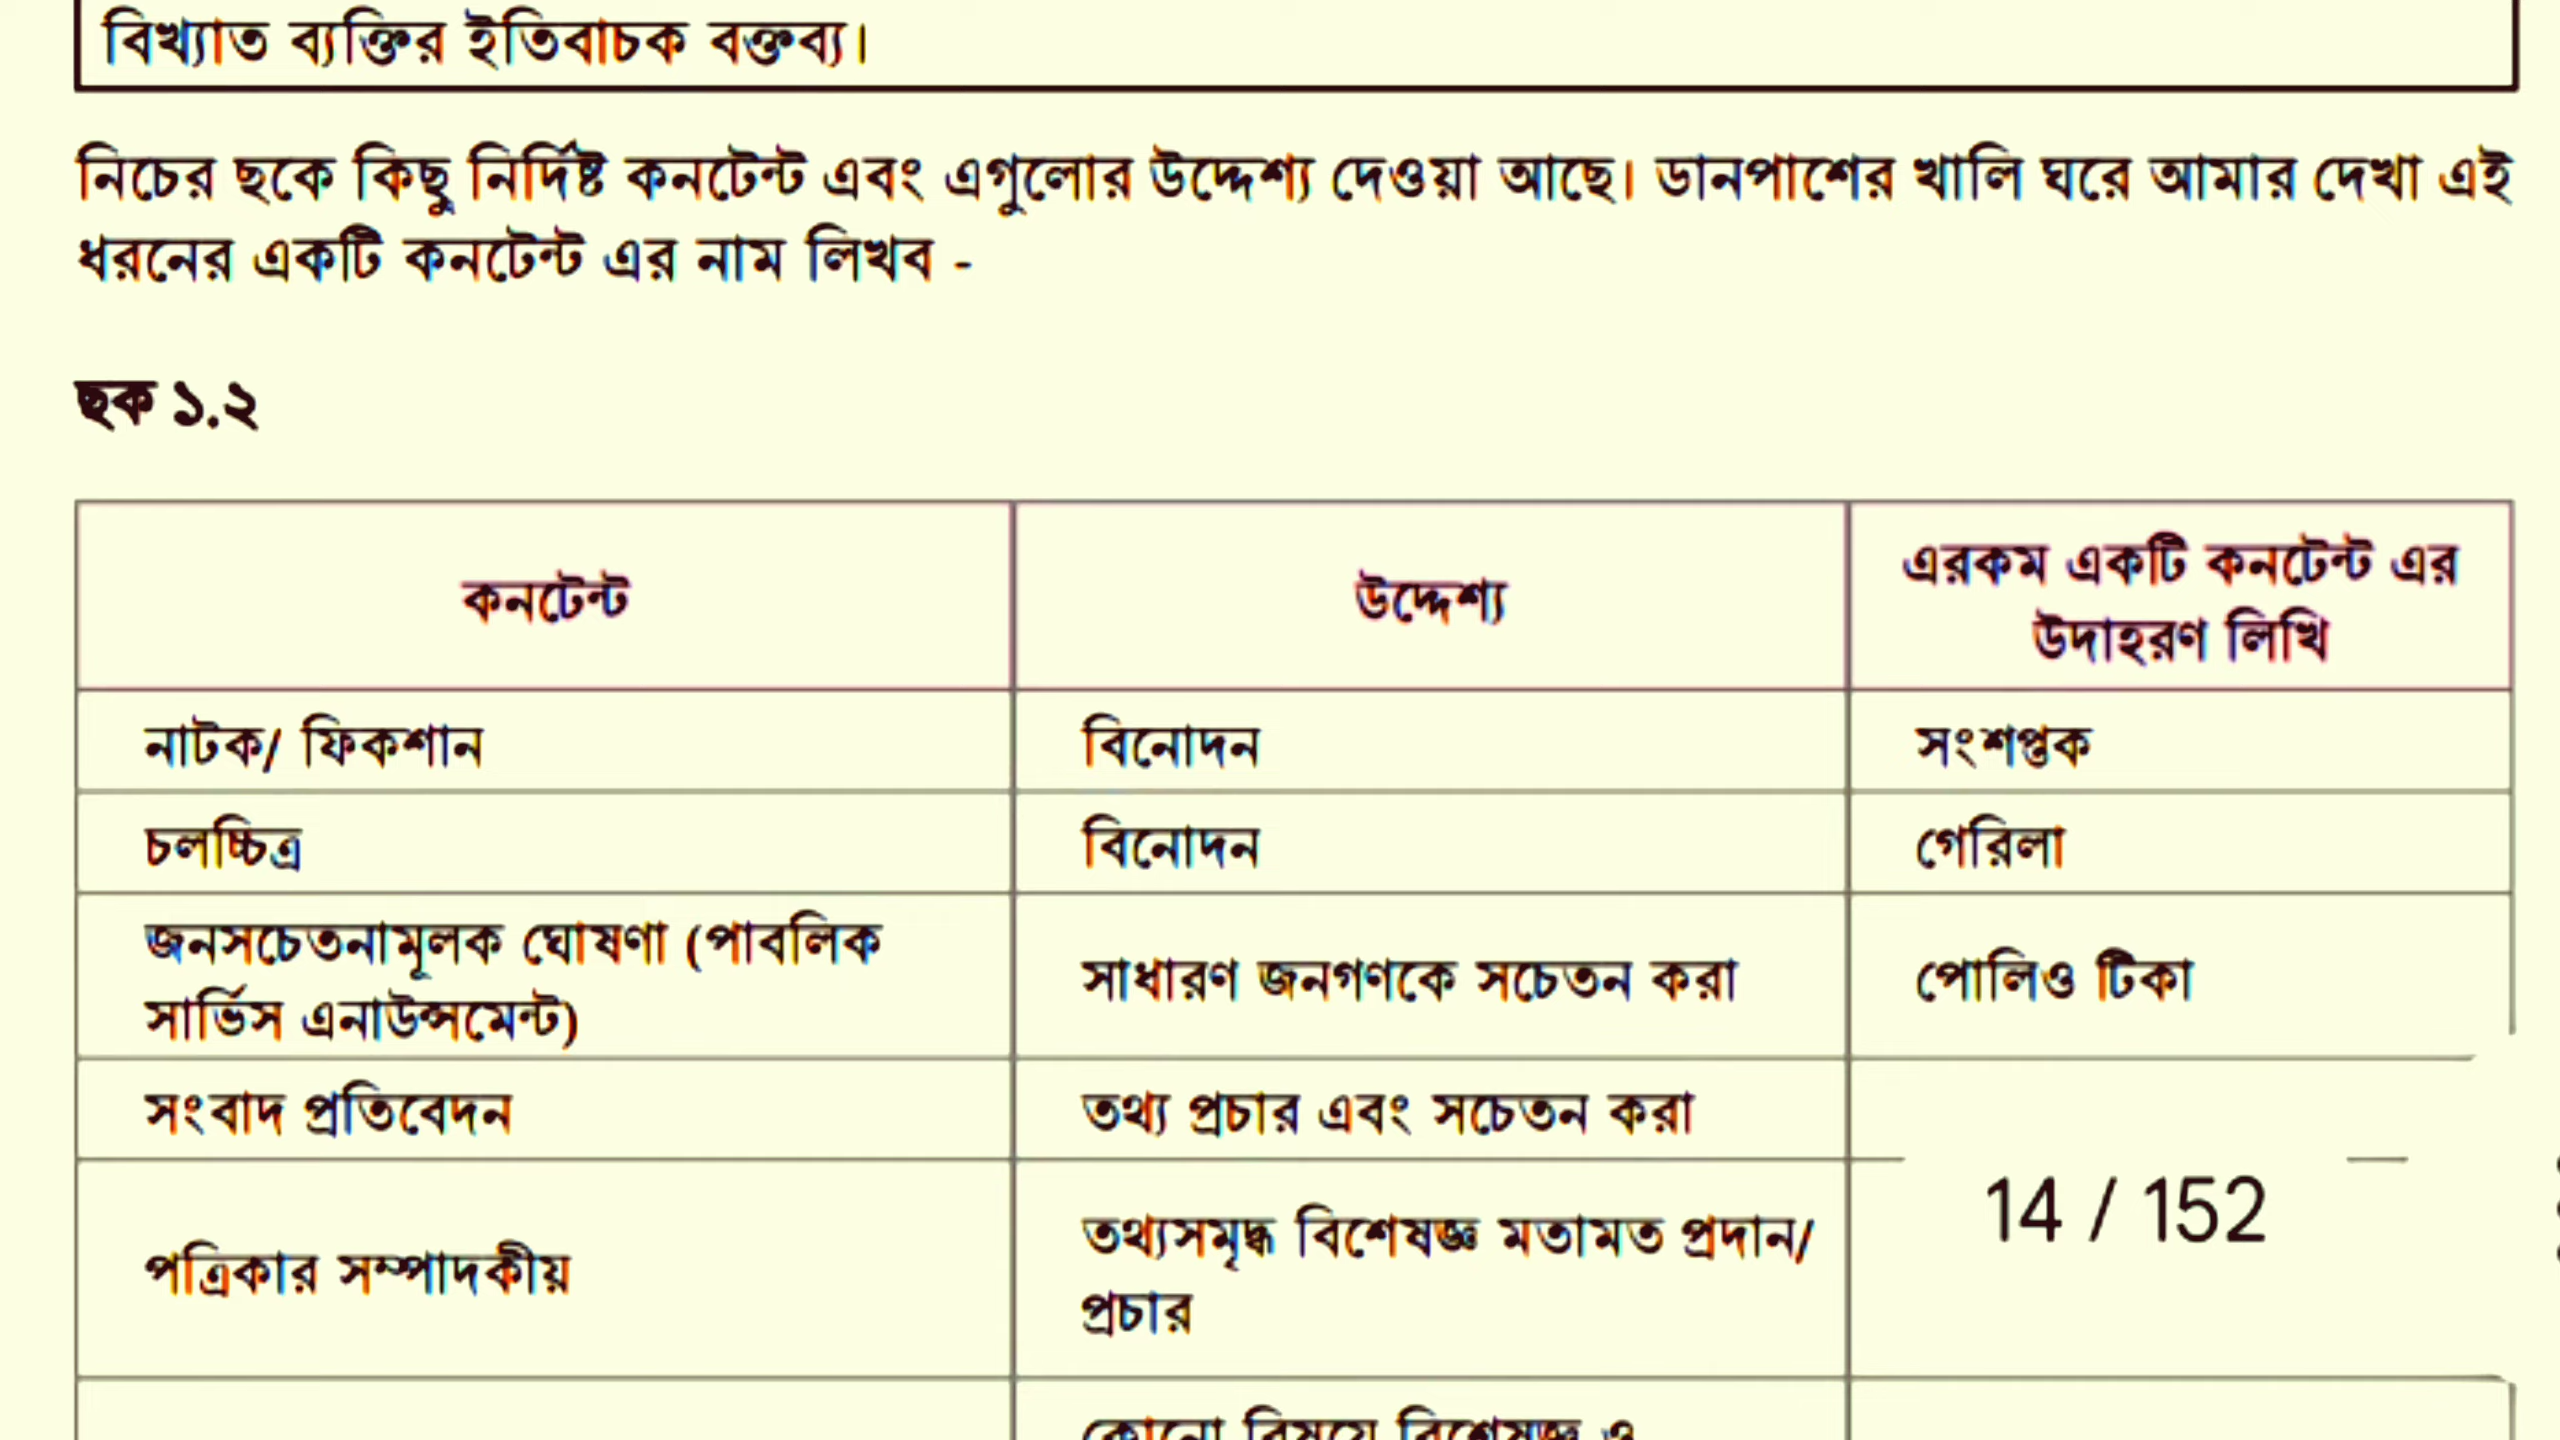 বিখ্যাত ব্যক্তির ইতিবাচক বক্তব্য।
নিচের ছকে কিছু নির্দিষ্ট কনটেন্ট এবং এগুলোর উদ্দেশ্য দেওয়া আছে। ডানপাশের খালি ঘরে আমার দেখা এই
ধরনের একটি কনটেন্ট এর নাম লিখব -
ছক ১.২
কনটেন্ট
উদ্দেশ্য
এরকম একটি কনটেন্ট এর
উদাহরণ লিখি
নাটক/ ফিকশান
বিনোদন
সংশপ্তক
চলচ্চিত্র
বিনোদন
গেরিলা
জনসচেতনামূলক ঘোষণা (পাবলিক
সার্ভিস এনাউন্সমেন্ট)
সাধারণ জনগণকে সচেতন করা
পোলিও টিকা
সংবাদ প্রতিবেদন
তথ্য প্রচার এবং সচেতন করা
পত্রিকার সম্পাদকীয়
তথ্যসমৃদ্ধ বিশেষজ্ঞ মতামত প্রদান/
প্রচার
14 / 152
কোনো বিষয়ে বিশেষজ্ঞ ও